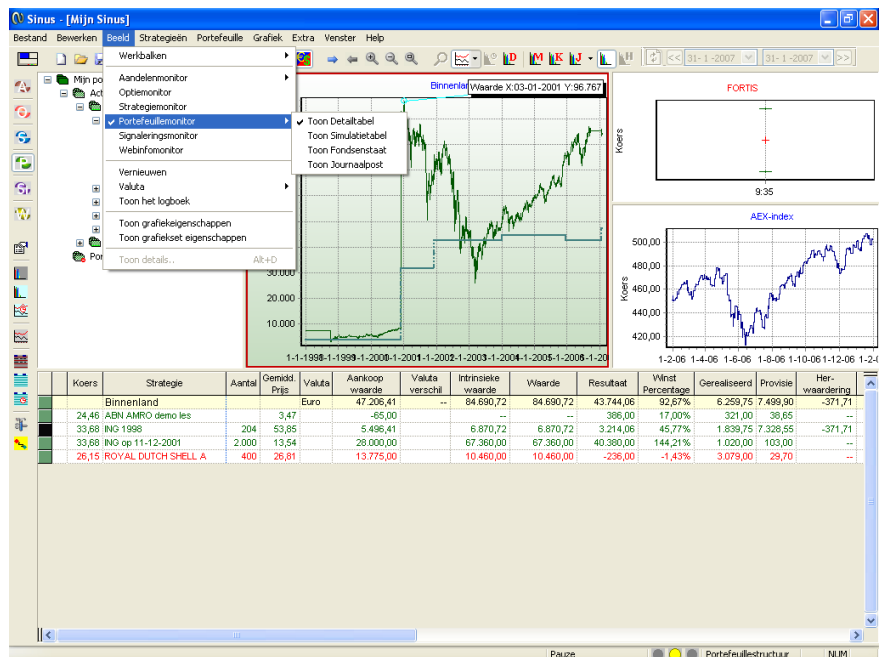 Sinus - [Mijn Sinus]
Bestand Bewerken Beeld Strategieën Portefeuille Grafiek Extra Venster Help
31- 1 -2007 31- 1 -2007
Werkbalken
Aandelenmonitor
Optiemonitor
Strategiemonitor
Portefeuillemonitor
Signaleringsmonitor
Webinfomonitor
Vernieuwen
Valuta
Toon het logboek
Toon grafiekeigenschappen
Toon grafiekset eigenschappen
Toon details.. Alt+D
Toon Detailtabel
Toon Simulatietabel
Toon Fondsenstaat
Toon Journaalpost
Mijn po
Act
Por
Binnenlan
Waarde X:03-01-2001 Y:96.767
30.000
20.000
10.000
1-1-1998 1-1-1999 1-1-2000 1-1-2001 1-1-2002 1-1-2003 1-1-2004 1-1-2005 1-1-2006 1-1-20
FORTIS
Koers
9:35
AEX-index
Koers
500,00
480,00
460,00
440,00
420,00
1-2-06 1-4-06 1-6-06 1-8-06 1-10-06 1-12-06 1-2-0
Koers Strategie Aantal Gemidd. Prijs Valuta Aankoop waarde Valuta verschil Intrinsieke waarde Waarde Resultaat Winst Percentage Gerealiseerd Provisie Her-waardering
Binnenland Euro 47.206,41 -- 84.690,72 84.690,72 43.744,06 92,67% 6.259,75 7.499,90 -371,71
24,46 ABN AMRO demo les 3,47 -65,00 -- -- 386,00 17,00% 321,00 38,65 --
33,68 ING 1998 204 53,85 5.496,41 6.870,72 6.870,72 3.214,06 45,77% 1.839,75 7.328,55 -371,71
33,68 ING op 11-12-2001 2.000 13,54 28.000,00 67.360,00 67.360,00 40.380,00 144,21% 1.020,00 103,00 --
26,15 ROYAL DUTCH SHELL A 400 26,81 13.775,00 10.460,00 10.460,00 -236,00 -1,43% 3.079,00 29,70 --
Pauze Portefeuillestructuur NUM